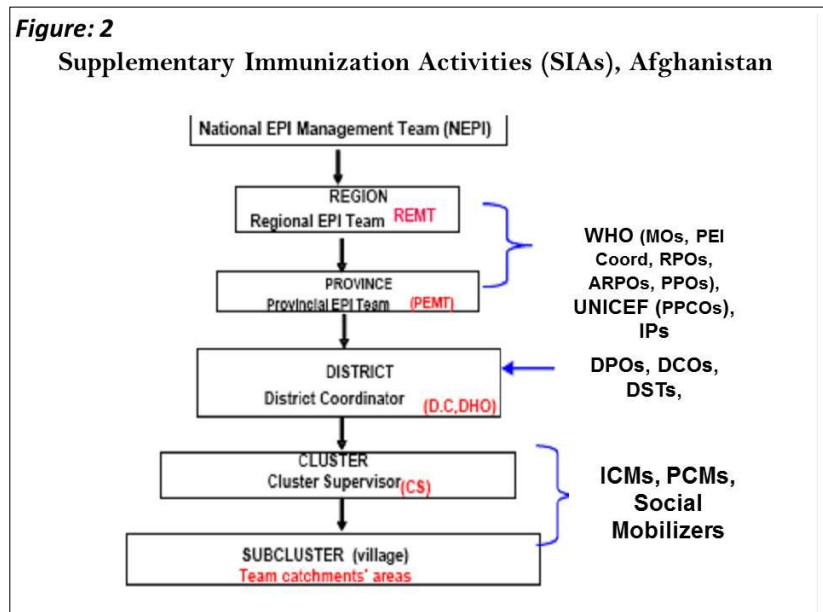 Figure: 2
Supplementary Immunization Activities (SIAs), Afghanistan
National EPI Management Team (NEPI)
REGION
Regional EPI Team REMT
PROVINCE
Provincial EPI Team (PEMT)
WHO (MOs, PEI
Coord, RPOs,
ARPOs, PPOs),
UNICEF (PPCOs),
IPs
DISTRICT
District Coordinator (D.C,DHO)
DPOs, DCOs,
DSTs,
CLUSTER
Cluster Supervisor(CS)
SUBCLUSTER (village)
Team catchments' areas
ICMs, PCMs,
Social
Mobilizers